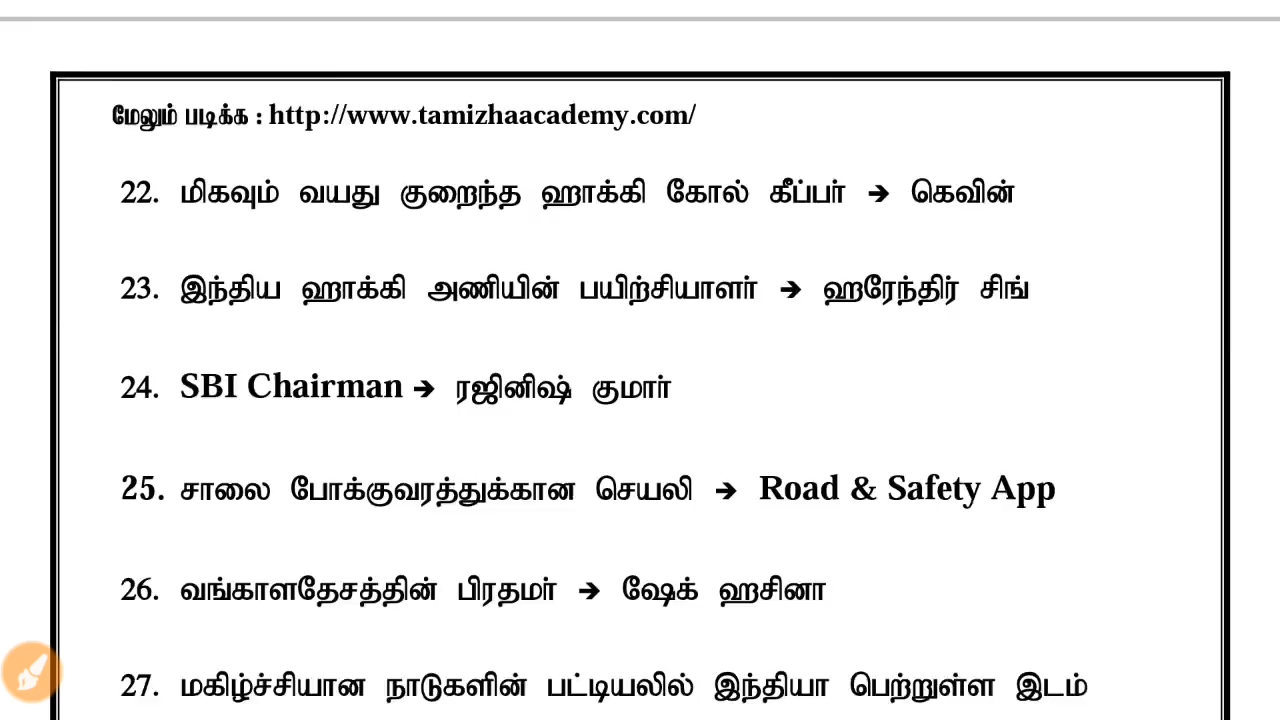 மேலும் படிக்க : http://www.tamizhaacademy.com/
22. மிகவும் வயது குறைந்த ஹாக்கி கோல் கீப்பர் ➔ கெவின்
23. இந்திய ஹாக்கி அணியின் பயிற்சியாளர் ➔ ஹரேந்திர் சிங்
24. SBI Chairman ➔ ரஜினிஷ் குமார்
25. சாலை போக்குவரத்துக்கான செயலி ➔ Road & Safety App
26. வங்காளதேசத்தின் பிரதமர் ➔ ஷேக் ஹசினா
27. மகிழ்ச்சியான நாடுகளின் பட்டியலில் இந்தியா பெற்றுள்ள இடம்